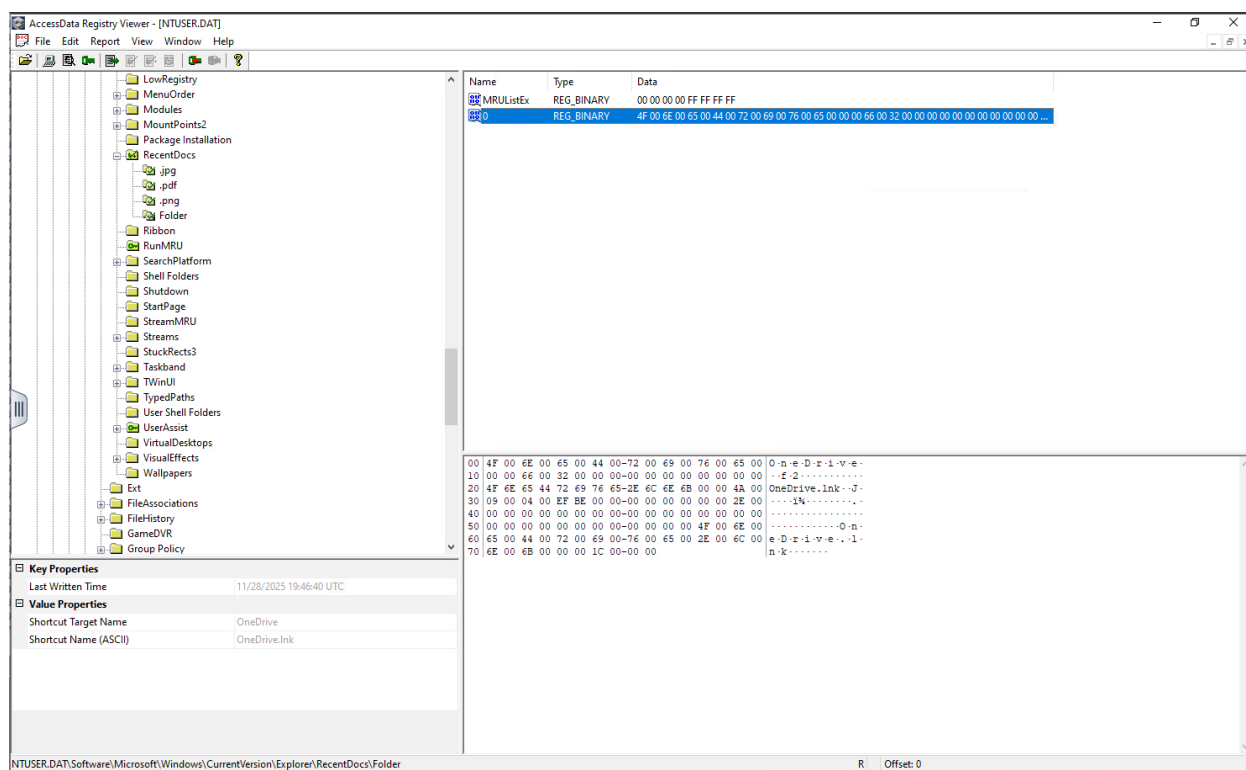 AccessData Registry Viewer - [NTUSER.DAT]
File Edit Report View Window Help
LowRegistry
MenuOrder
Modules
MountPoints2
Package Installation
RecentDocs
.jpg
.pdf
.png
Folder
Ribbon
RunMRU
SearchPlatform
Shell Folders
Shutdown
StartPage
StreamMRU
Streams
StuckRects3
Taskband
TWinUI
TypedPaths
User Shell Folders
UserAssist
VirtualDesktops
VisualEffects
Wallpapers
Ext
FileAssociations
FileHistory
GameDVR
Group Policy
Name Type Data
MRUListEx REG_BINARY 00 00 00 00 FF FF FF FF
0 REG_BINARY 4F 00 6E 00 65 00 44 00 72 00 69 00 76 00 65 00 00 00 66 00 32 00 00 00 00 00 00 00 00 00 00 00 ...
00 4F 00 6E 00 65 00 44 00-72 00 69 00 76 00 65 00 O·n·e·D·r·i·v·e·
10 00 00 66 00 32 00 00 00-00 00 00 00 00 00 00 00 ··f·2···········
20 4F 6E 65 44 72 69 76 65-2E 6C 6E 6B 00 00 4A 00 OneDrive.lnk··J·
30 09 00 04 00 EF BE 00 00-00 00 00 00 00 00 2E 00 ····ï¾········.·
40 00 00 00 00 00 00 00 00-00 00 00 00 00 00 00 00 ················
50 00 00 00 00 00 00 00 00-00 00 00 00 4F 00 6E 00 ············O·n·
60 65 00 44 00 72 00 69 00-76 00 65 00 2E 00 6C 00 e·D·r·i·v·e·.·l·
70 6E 00 6B 00 00 00 1C 00-00 00 n·k·······
Key Properties
Last Written Time 11/28/2025 19:46:40 UTC
Value Properties
Shortcut Target Name OneDrive
Shortcut Name (ASCII) OneDrive.lnk
NTUSER.DAT\Software\Microsoft\Windows\CurrentVersion\Explorer\RecentDocs\Folder R Offset: 0